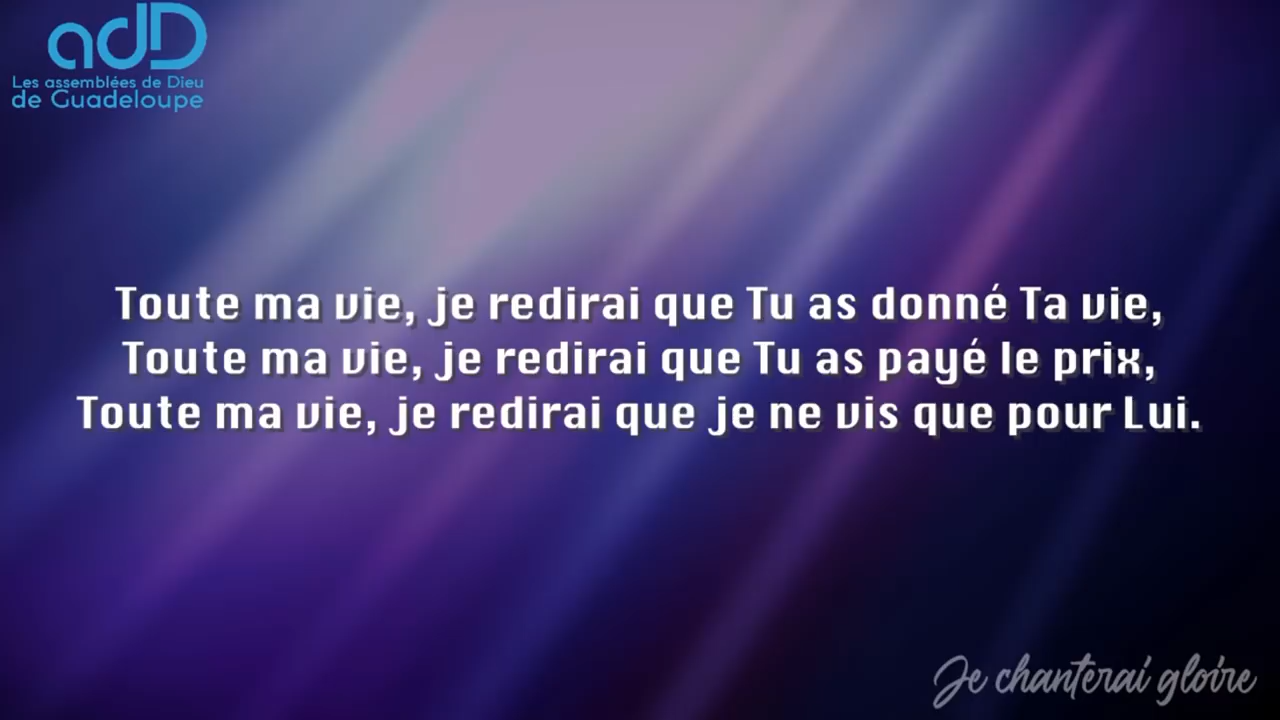 adD
Les assemblées de Dieu
de Guadeloupe
Toute ma vie, je redirai que Tu as donné Ta vie,
Toute ma vie, je redirai que Tu as payé le prix,
Toute ma vie, je redirai que je ne vis que pour Lui.
Je chanterai gloire